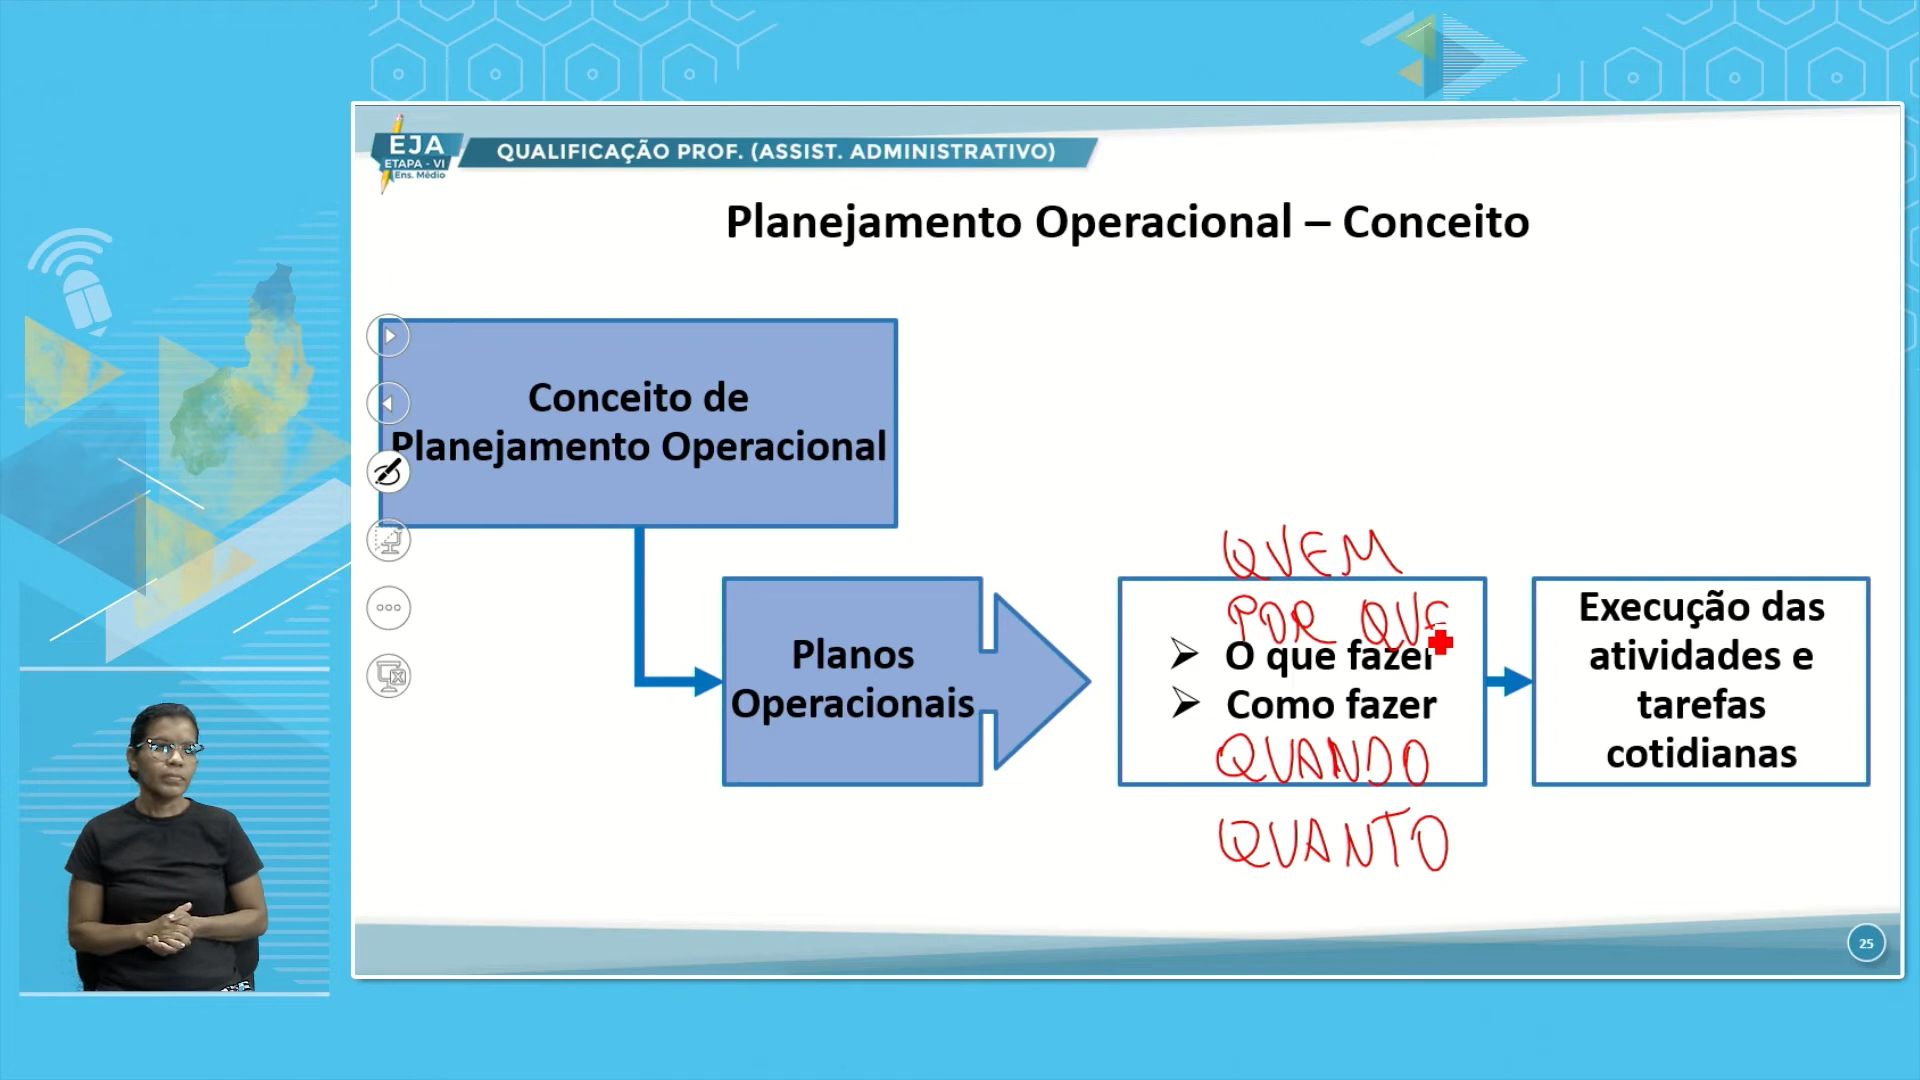 EJA
ETAPA - VI
Ens. Médio
QUALIFICAÇÃO PROF. (ASSIST. ADMINISTRATIVO)
Planejamento Operacional – Conceito
Conceito de
Planejamento Operacional
Planos
Operacionais
QUEM
POR QUE
O que fazer
Como fazer
QUANDO
QUANTO
Execução das
atividades e
tarefas
cotidianas
25